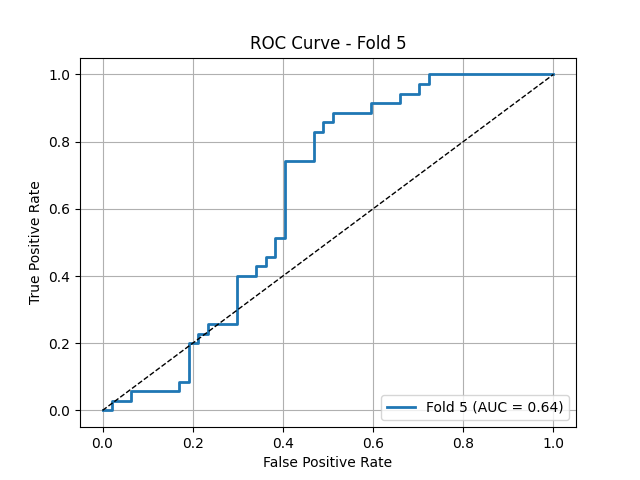 ROC Curve - Fold 5
True Positive Rate
1.0
0.8
0.6
0.4
0.2
0.0
Fold 5 (AUC = 0.64)
0.0 0.2 0.4 0.6 0.8 1.0
False Positive Rate